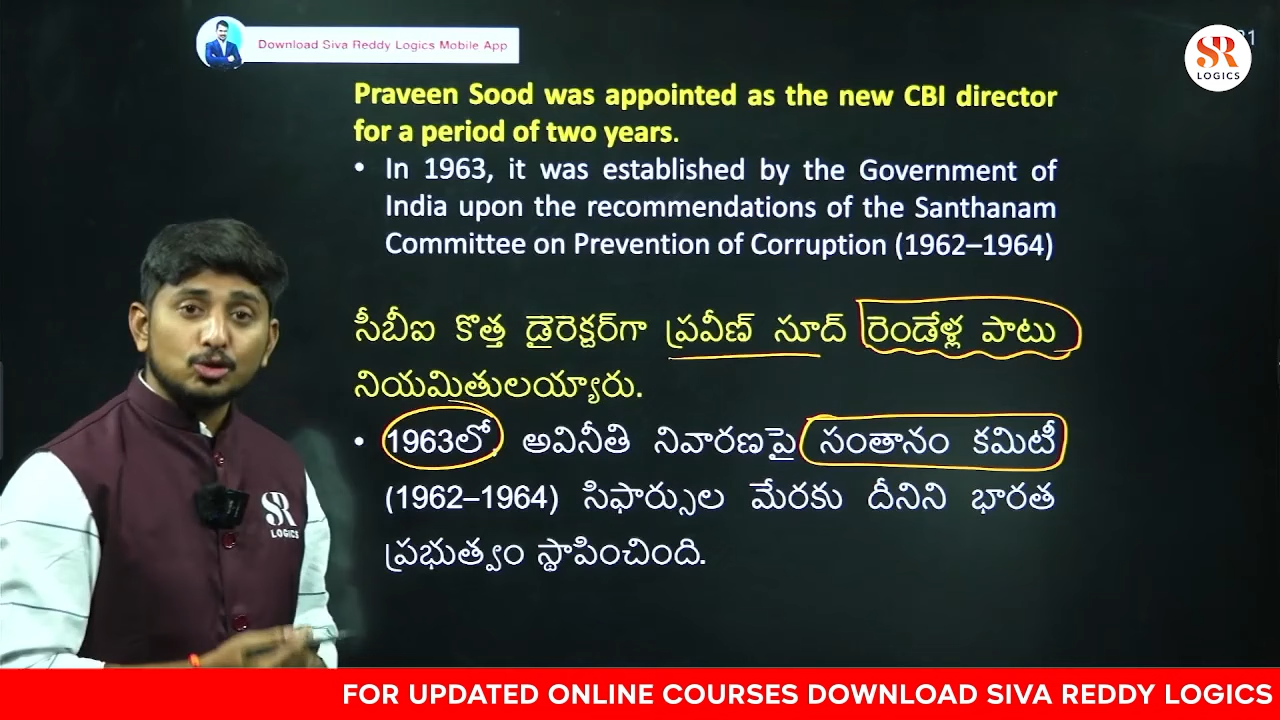 Download Siva Reddy Logics Mobile App
SR
LOGICS
Praveen Sood was appointed as the new CBI director
for a period of two years.
• In 1963, it was established by the Government of
India upon the recommendations of the Santhanam
Committee on Prevention of Corruption (1962–1964)
సీబీఐ కొత్త డైరెక్టర్‌గా ప్రవీణ్ సూద్ రెండేళ్ల పాటు
నియమితులయ్యారు.
• 1963లో, అవినీతి నివారణపై సంతానం కమిటీ
(1962–1964) సిఫార్సుల మేరకు దీనిని భారత
ప్రభుత్వం స్థాపించింది.
SR
LOGICS
FOR UPDATED ONLINE COURSES DOWNLOAD SIVA REDDY LOGICS